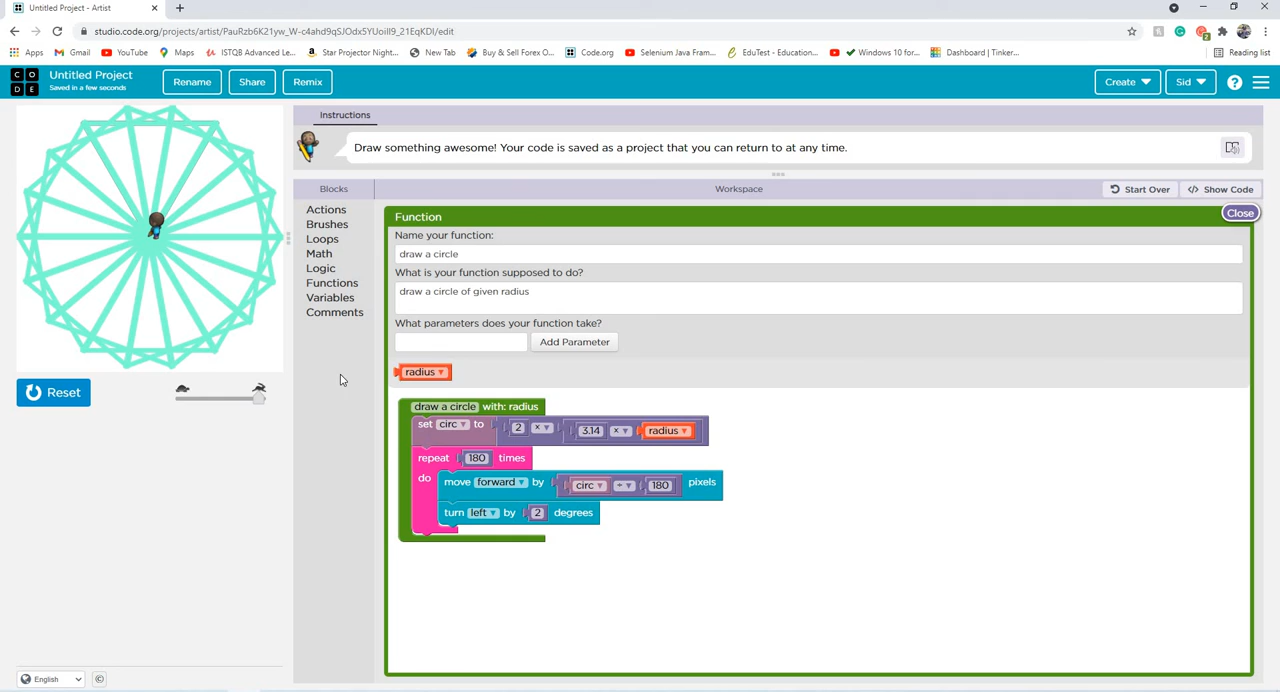 Untitled Project - Artist
studio.code.org/projects/artist/PauRzb6K21yw_W-c4ahd9qSJOdx5YUoiIl9_21EqKDI/edit
Apps Gmail YouTube Maps ISTQB Advanced Le... Star Projector Night... New Tab Buy & Sell Forex O... Code.org Selenium Java Fram... EduTest - Education... Windows 10 for... Dashboard | Tinker... Reading list
CODE
Untitled Project
Saved in a few seconds
Rename Share Remix Create Sid ?
Instructions
Draw something awesome! Your code is saved as a project that you can return to at any time.
Blocks Workspace Start Over </> Show Code
Actions
Brushes
Loops
Math
Logic
Functions
Variables
Comments
Function Close
Name your function:
draw a circle
What is your function supposed to do?
draw a circle of given radius
What parameters does your function take?
Add Parameter
radius
draw a circle with: radius
set circ to 2 × 3.14 × radius
repeat 180 times
do move forward by circ ÷ 180 pixels
turn left by 2 degrees
Reset
English ©